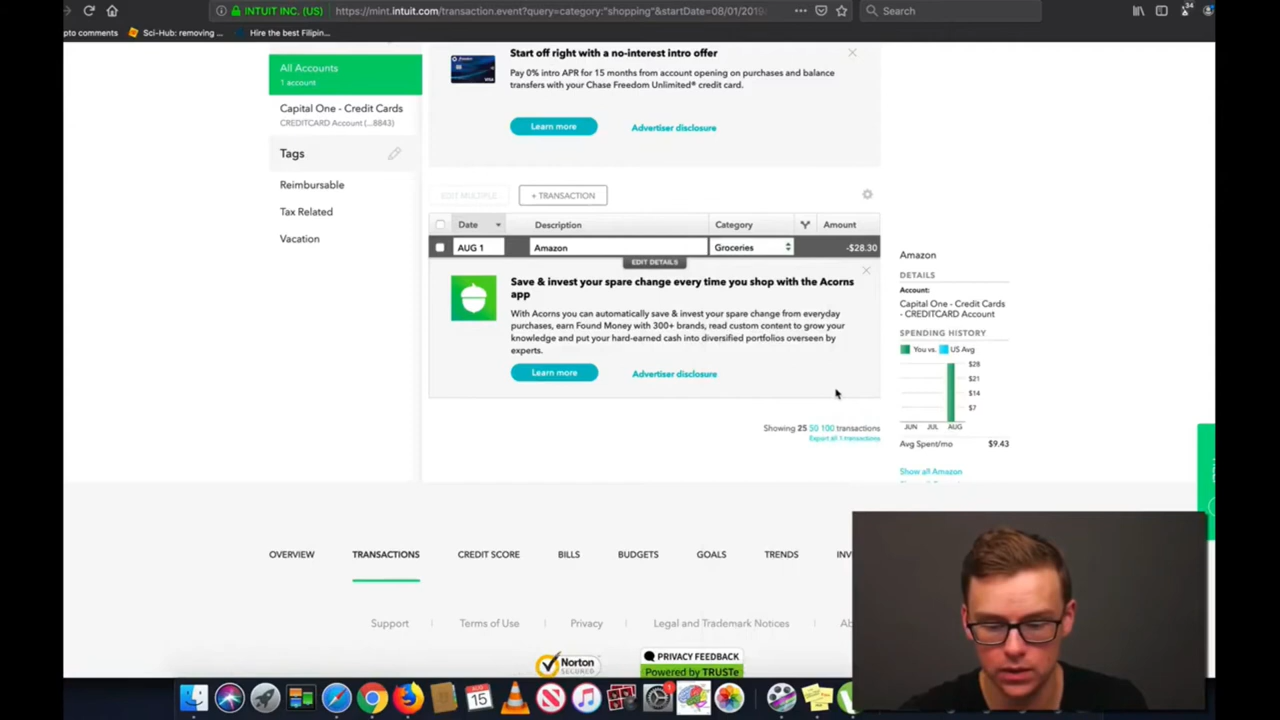 INTUIT INC. (US) https://mint.intuit.com/transaction.event?query=category:"shopping"&startDate=08/01/2019 Search
34
pto comments Sci-Hub: removing ... Hire the best Filipin...
All Accounts
1 account
Capital One - Credit Cards
CREDITCARD Account (...8843)
Tags
Reimbursable
Tax Related
Vacation
Start off right with a no-interest intro offer
Pay 0% intro APR for 15 months from account opening on purchases and balance
transfers with your Chase Freedom Unlimited® credit card.
Learn more Advertiser disclosure
EDIT MULTIPLE + TRANSACTION
Date Description Category Amount
AUG 1 Amazon Groceries -$28.30
EDIT DETAILS
Save & invest your spare change every time you shop with the Acorns
app
With Acorns you can automatically save & invest your spare change from everyday
purchases, earn Found Money with 300+ brands, read custom content to grow your
knowledge and put your hard-earned cash into diversified portfolios overseen by
experts.
Learn more Advertiser disclosure
Showing 25 50 100 transactions
Export all 1 transactions
Amazon
DETAILS
Account:
Capital One - Credit Cards
- CREDITCARD Account
SPENDING HISTORY
You vs. US Avg
$28
$21
$14
$7
JUN JUL AUG
Avg Spent/mo $9.43
Show all Amazon
OVERVIEW TRANSACTIONS CREDIT SCORE BILLS BUDGETS GOALS TRENDS
Support Terms of Use Privacy Legal and Trademark Notices
Norton
SECURED
PRIVACY FEEDBACK
Powered by TRUSTe
15